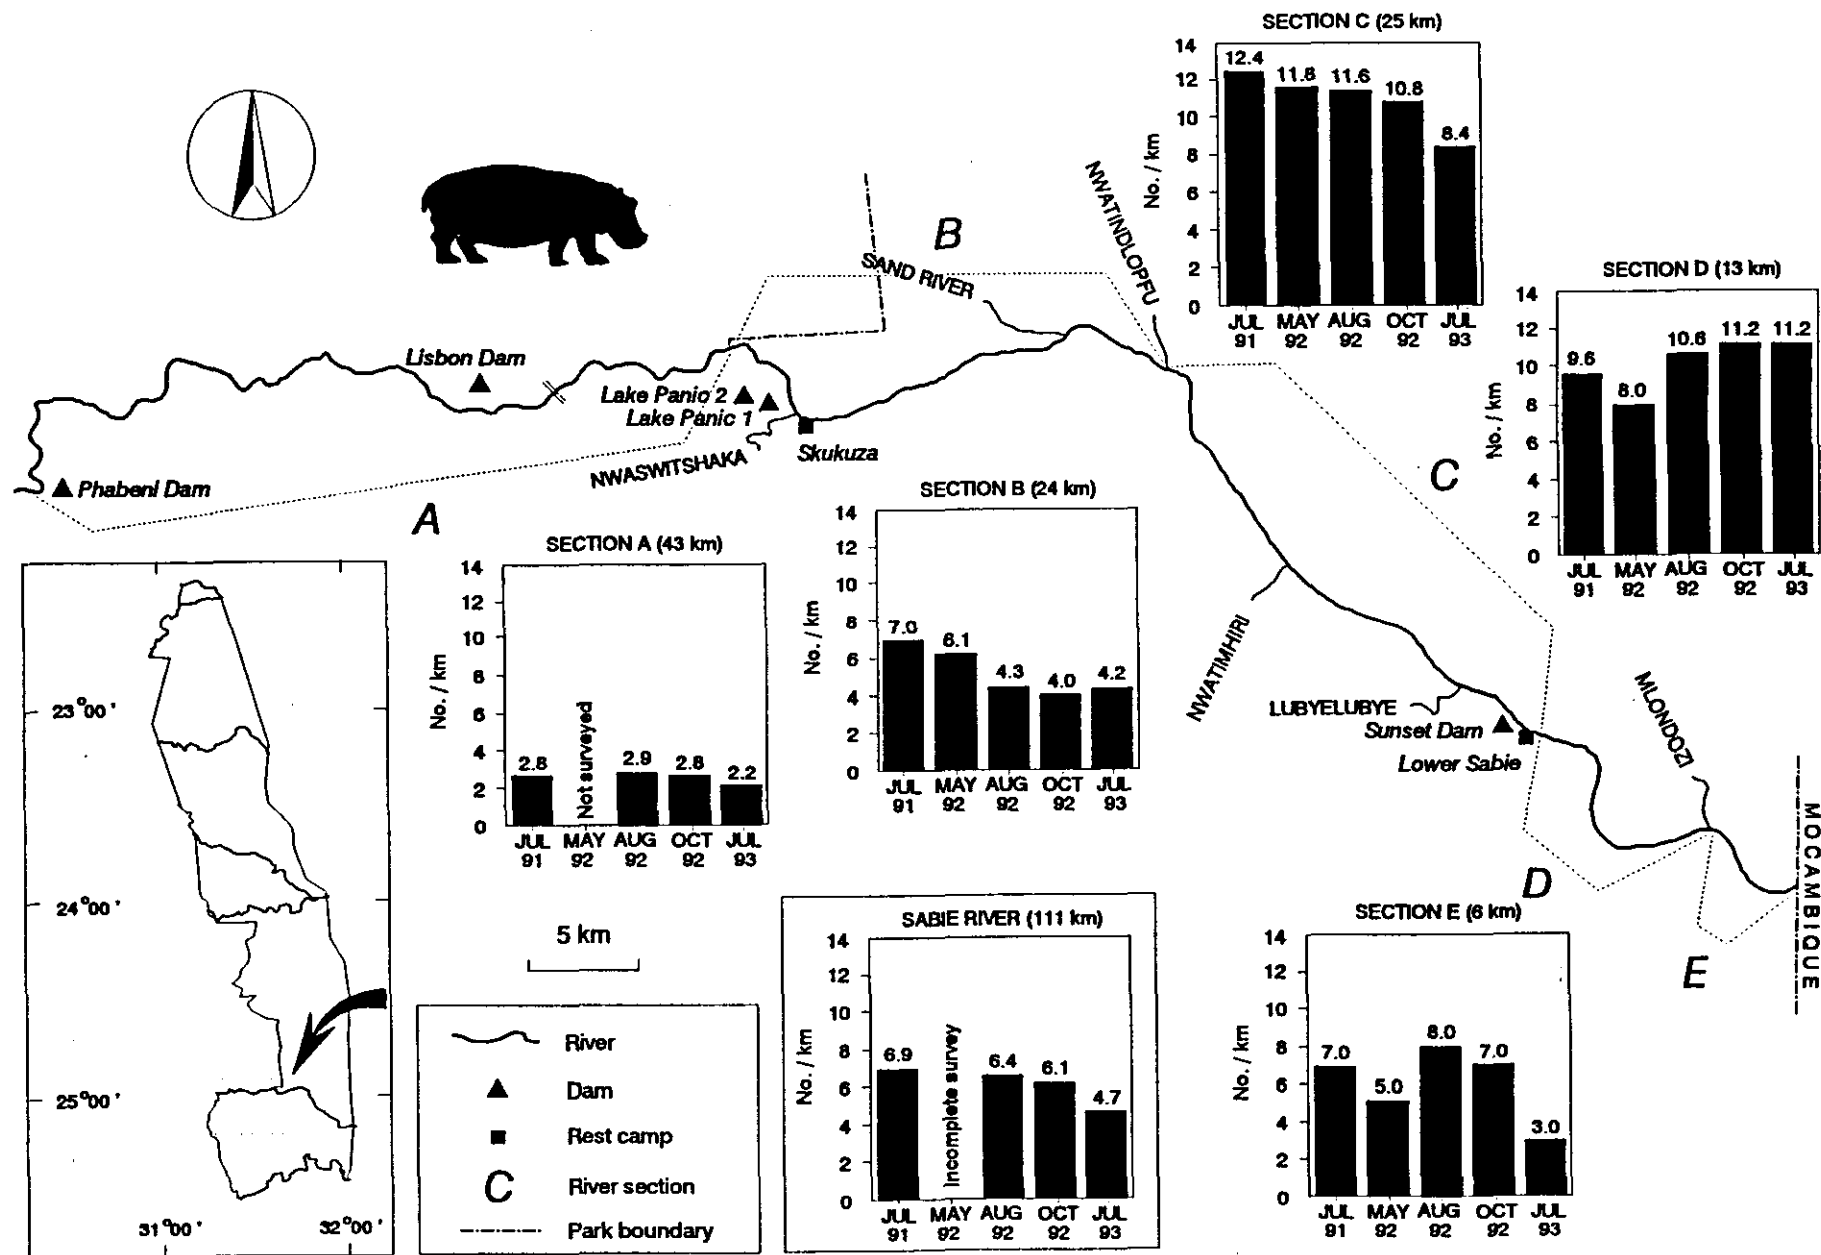 SECTION C (25 km)
14
12
10
8
6
4
2
0
No. / km
12.4
11.8
11.6
10.8
8.4
JUL MAY AUG OCT JUL
91 92 92 92 93
B
SAND RIVER
NWATINDLOPFU
SECTION D (13 km)
14
12
10
8
6
4
2
0
No. / km
9.6
8.0
10.6
11.2
11.2
JUL MAY AUG OCT JUL
91 92 92 92 93
Lisbon Dam
Lake Panic 2
Lake Panic 1
NWASWITSHAKA
Skukuza
Phabeni Dam
A
C
SECTION A (43 km)
14
12
10
8
6
4
2
0
No. / km
2.8
Not surveyed
2.9
2.8
2.2
JUL MAY AUG OCT JUL
91 92 92 92 93
SECTION B (24 km)
14
12
10
8
6
4
2
0
No. / km
7.0
6.1
4.3
4.0
4.2
JUL MAY AUG OCT JUL
91 92 92 92 93
NWATIMHIRI
LUBYELUBYE
Sunset Dam
Lower Sabie
MLONDOZI
MOCAMBIQUE
D
E
23°00'
24°00'
25°00'
31°00'
32°00'
5 km
River
Dam
Rest camp
C River section
Park boundary
SABIE RIVER (111 km)
14
12
10
8
6
4
2
0
No. / km
6.9
Incomplete survey
6.4
6.1
4.7
JUL MAY AUG OCT JUL
91 92 92 92 93
SECTION E (6 km)
14
12
10
8
6
4
2
0
No. / km
7.0
5.0
8.0
7.0
3.0
JUL MAY AUG OCT JUL
91 92 92 92 93